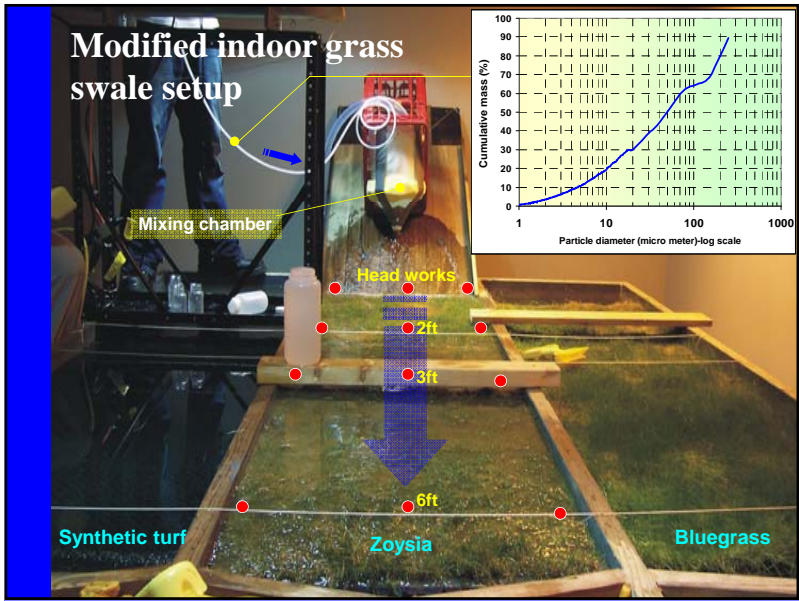 Modified indoor grass
swale setup
Cumulative mass (%)
100
90
80
70
60
50
40
30
20
10
0
1 10 100 1000
Particle diameter (micro meter)-log scale
Mixing chamber
Head works
2ft
3ft
6ft
Synthetic turf
Zoysia
Bluegrass